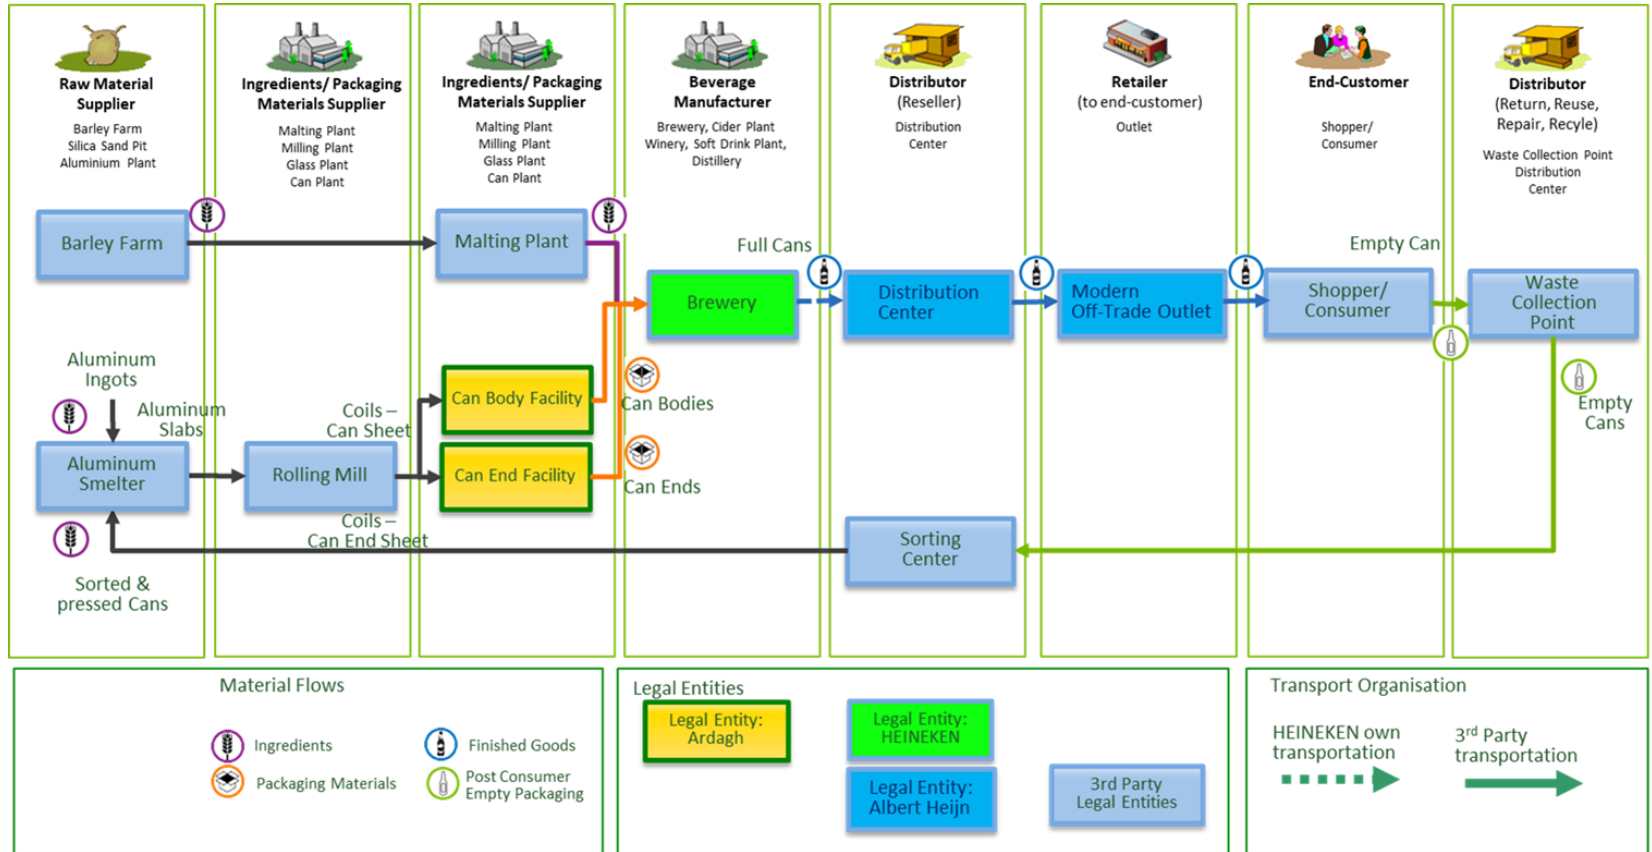 Raw Material
Supplier
Barley Farm
Silica Sand Pit
Aluminium Plant
Ingredients/ Packaging
Materials Supplier
Malting Plant
Milling Plant
Glass Plant
Can Plant
Ingredients/ Packaging
Materials Supplier
Malting Plant
Milling Plant
Glass Plant
Can Plant
Beverage
Manufacturer
Brewery, Cider Plant
Winery, Soft Drink Plant,
Distillery
Distributor
(Reseller)
Distribution
Center
Retailer
(to end-customer)
Outlet
End-Customer
Shopper/
Consumer
Distributor
(Return, Reuse,
Repair, Recyle)
Waste Collection Point
Distribution
Center
Barley Farm
Malting Plant
Full Cans
Empty Can
Brewery
Distribution
Center
Modern
Off-Trade Outlet
Shopper/
Consumer
Waste
Collection
Point
Aluminum
Ingots
Aluminum
Slabs
Coils –
Can Sheet
Can Body Facility
Can Bodies
Empty
Cans
Aluminum
Smelter
Rolling Mill
Can End Facility
Can Ends
Coils –
Can End Sheet
Sorting
Center
Sorted &
pressed Cans
Material Flows
Ingredients
Finished Goods
Packaging Materials
Post Consumer
Empty Packaging
Legal Entities
Legal Entity:
Ardagh
Legal Entity:
HEINEKEN
Legal Entity:
Albert Heijn
3rd Party
Legal Entities
Transport Organisation
HEINEKEN own
transportation
3rd Party
transportation